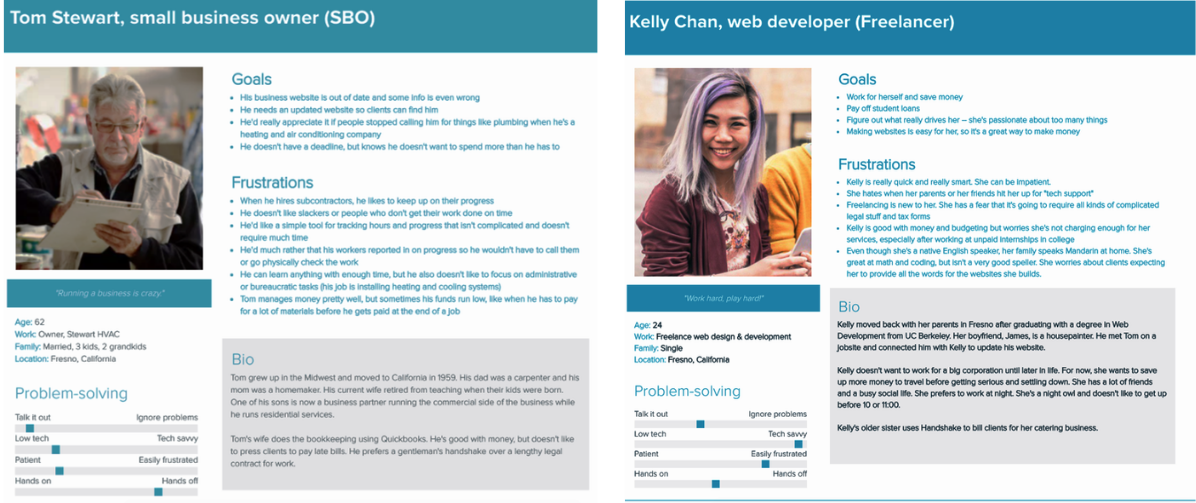 Tom Stewart, small business owner (SBO)
Goals
• His business website is out of date and some info is even wrong
• He needs an updated website so clients can find him
• He'd really appreciate it if people stopped calling him for things like plumbing when he's a
heating and air conditioning company
• He doesn't have a deadline, but knows he doesn't want to spend more than he has to
Frustrations
• When he hires subcontractors, he likes to keep up on their progress
• He doesn't like slackers or people who don't get their work done on time
• He'd like a simple tool for tracking hours and progress that isn't complicated and doesn't
require much time
• He'd much rather that his workers reported in on progress so he wouldn't have to call them
or go physically check the work
• He can learn anything with enough time, but he also doesn't like to focus on administrative
or bureaucratic tasks (his job is installing heating and cooling systems)
• Tom manages money pretty well, but sometimes his funds run low, like when he has to pay
for a lot of materials before he gets paid at the end of a job
"Running a business is crazy."
Age: 62
Work: Owner, Stewart HVAC
Family: Married, 3 kids, 2 grandkids
Location: Fresno, California
Problem-solving
Talk it out Ignore problems
Low tech Tech savvy
Patient Easily frustrated
Hands on Hands off
Bio
Tom grew up in the Midwest and moved to California in 1959. His dad was a carpenter and his
mom was a homemaker. His current wife retired from teaching when their kids were born.
One of his sons is now a business partner running the commercial side of the business while
he runs residential services.
Tom's wife does the bookkeeping using Quickbooks. He's good with money, but doesn't like
to press clients to pay late bills. He prefers a gentleman's handshake over a lengthy legal
contract for work.
Kelly Chan, web developer (Freelancer)
Goals
• Work for herself and save money
• Pay off student loans
• Figure out what really drives her – she's passionate about too many things
• Making websites is easy for her, so it's a great way to make money
Frustrations
• Kelly is really quick and really smart. She can be impatient.
• She hates when her parents or her friends hit her up for "tech support"
• Freelancing is new to her. She has a fear that it's going to require all kinds of complicated
legal stuff and tax forms
• Kelly is good with money and budgeting but worries she's not charging enough for her
services, especially after working at unpaid internships in college
• Even though she's a native English speaker, her family speaks Mandarin at home. She's
great at math and coding, but isn't a very good speller. She worries about clients expecting
her to provide all the words for the websites she builds.
"Work hard, play hard!"
Age: 24
Work: Freelance web design & development
Family: Single
Location: Fresno, California
Problem-solving
Talk it out Ignore problems
Low tech Tech savvy
Patient Easily frustrated
Hands on Hands off
Bio
Kelly moved back with her parents in Fresno after graduating with a degree in Web
Development from UC Berkeley. Her boyfriend, James, is a housepainter. He met Tom on a
jobsite and connected him with Kelly to update his website.
Kelly doesn't want to work for a big corporation until later in life. For now, she wants to save
up more money to travel before getting serious and settling down. She has a lot of friends
and a busy social life. She prefers to work at night. She's a night owl and doesn't like to get up
before 10 or 11:00.
Kelly's older sister uses Handshake to bill clients for her catering business.